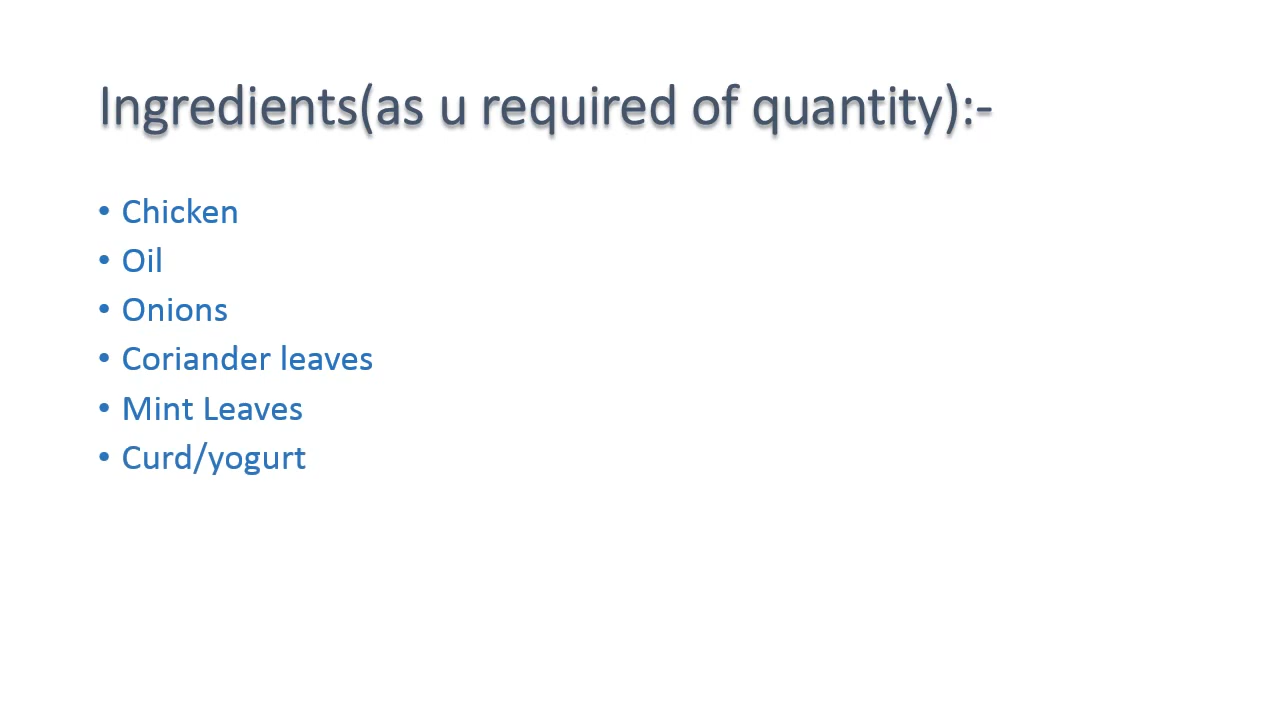 Ingredients(as u required of quantity):-
• Chicken
• Oil
• Onions
• Coriander leaves
• Mint Leaves
• Curd/yogurt